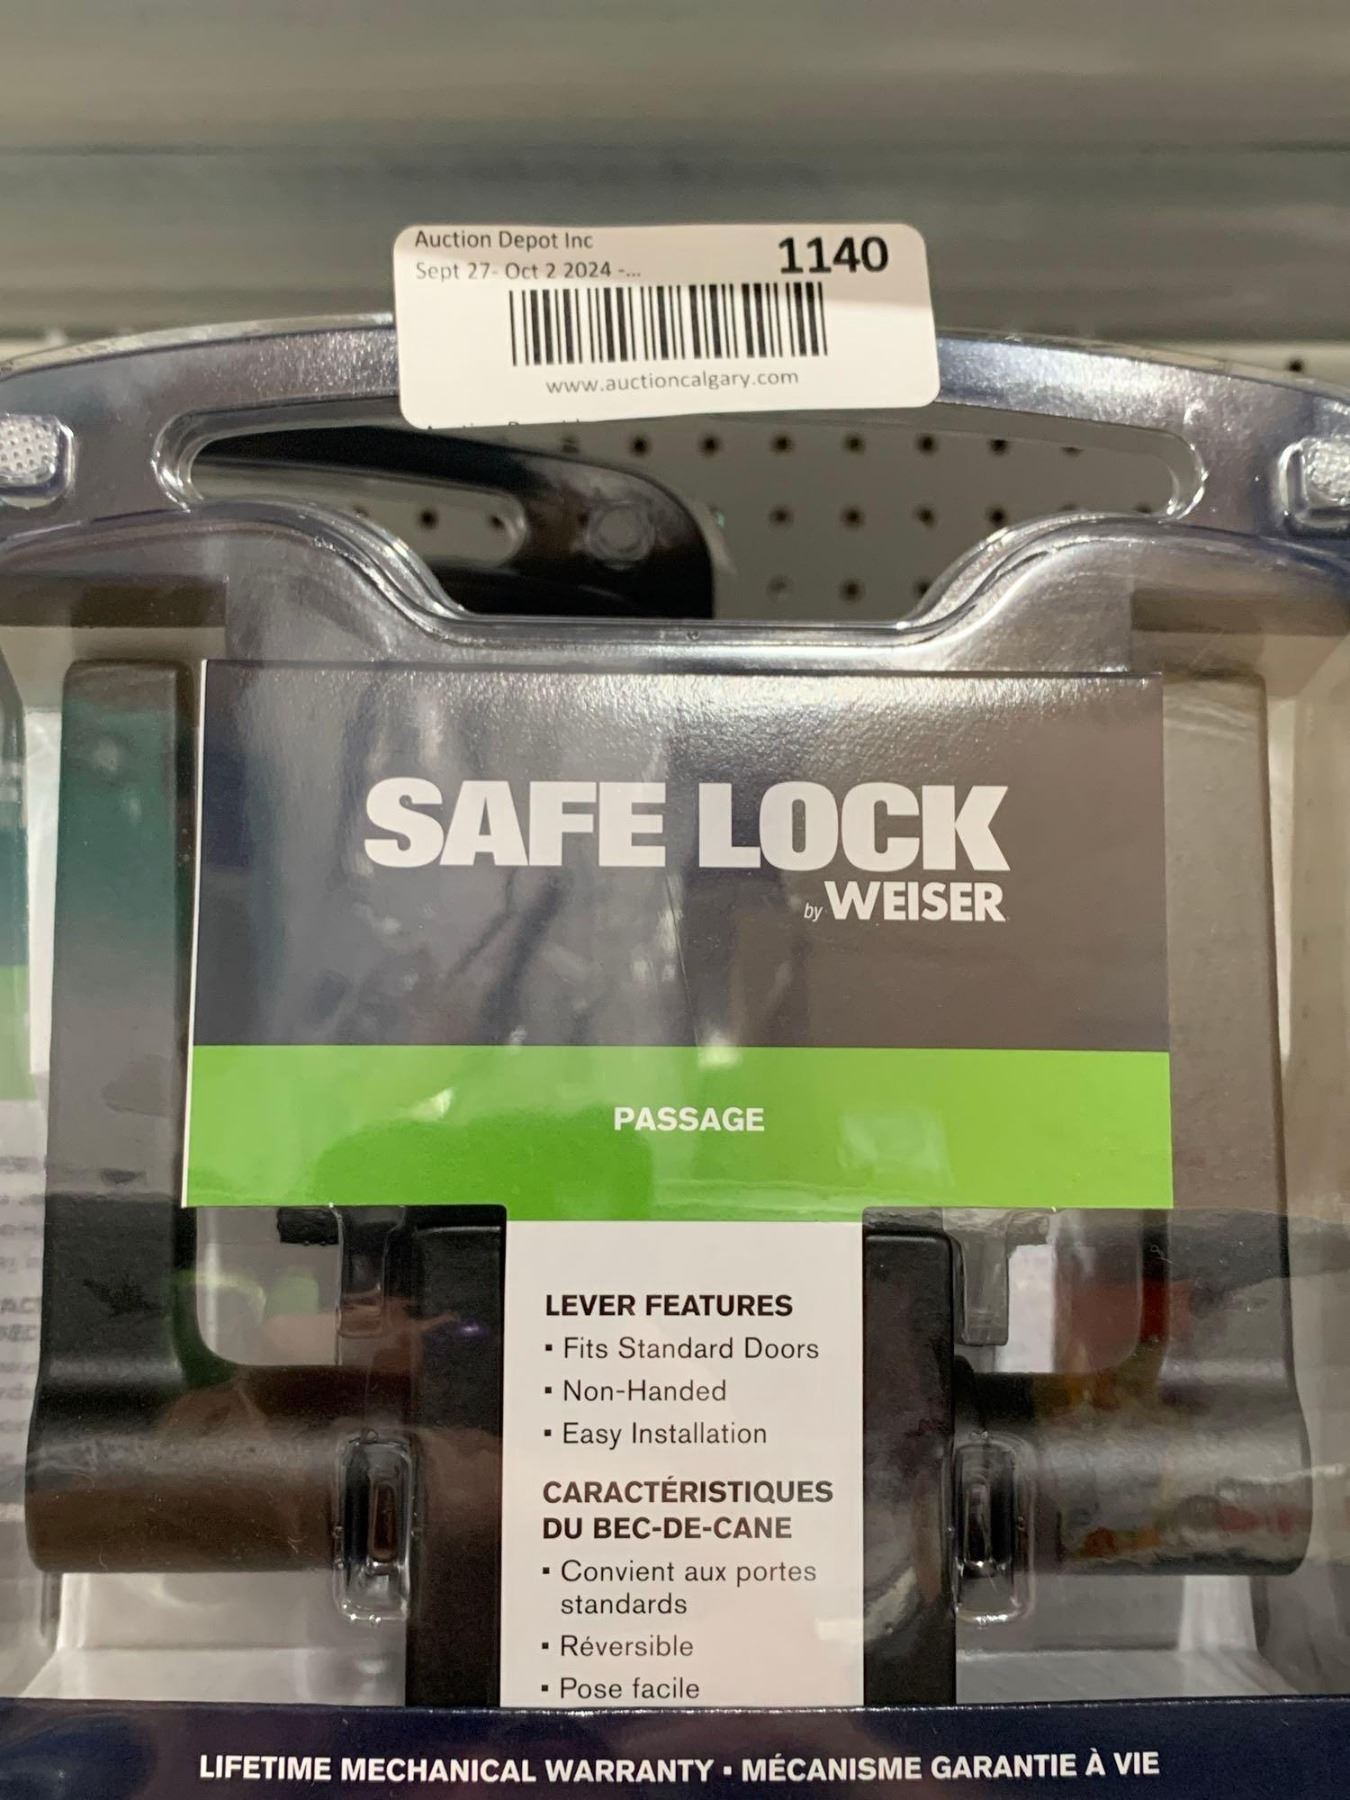 Auction Depot Inc
1140
Sept 27- Oct 2 2024 -...
www.auctioncalgary.com
SAFE LOCK
by WEISER
PASSAGE
LEVER FEATURES
▪ Fits Standard Doors
▪ Non-Handed
▪ Easy Installation
CARACTÉRISTIQUES
DU BEC-DE-CANE
▪ Convient aux portes
standards
▪ Réversible
▪ Pose facile
LIFETIME MECHANICAL WARRANTY ▪ MÉCANISME GARANTIE À VIE